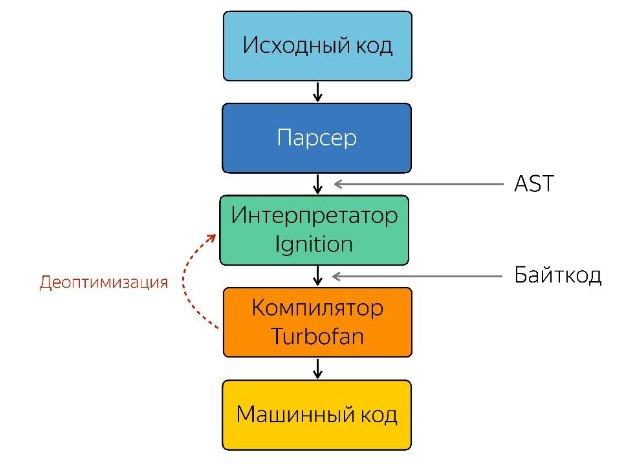 Исходный код
Парсер
AST
Интерпретатор
Ignition
Байткод
Деоптимизация
Компилятор
Turbofan
Машинный код